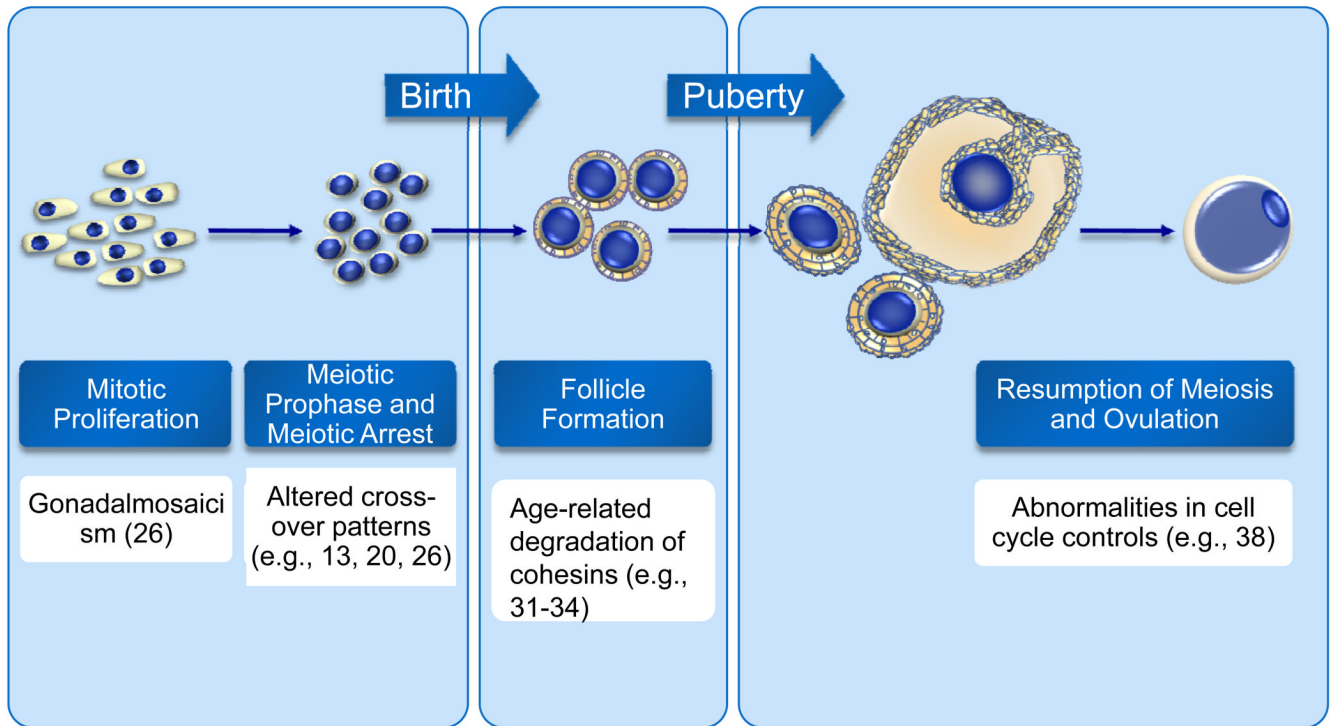 Birth
Puberty
Mitotic
Proliferation
Meiotic
Prophase and
Meiotic Arrest
Follicle
Formation
Resumption of Meiosis
and Ovulation
Gonadalmosaici
sm (26)
Altered cross-
over patterns
(e.g., 13, 20, 26)
Age-related
degradation of
cohesins (e.g.,
31-34)
Abnormalities in cell
cycle controls (e.g., 38)